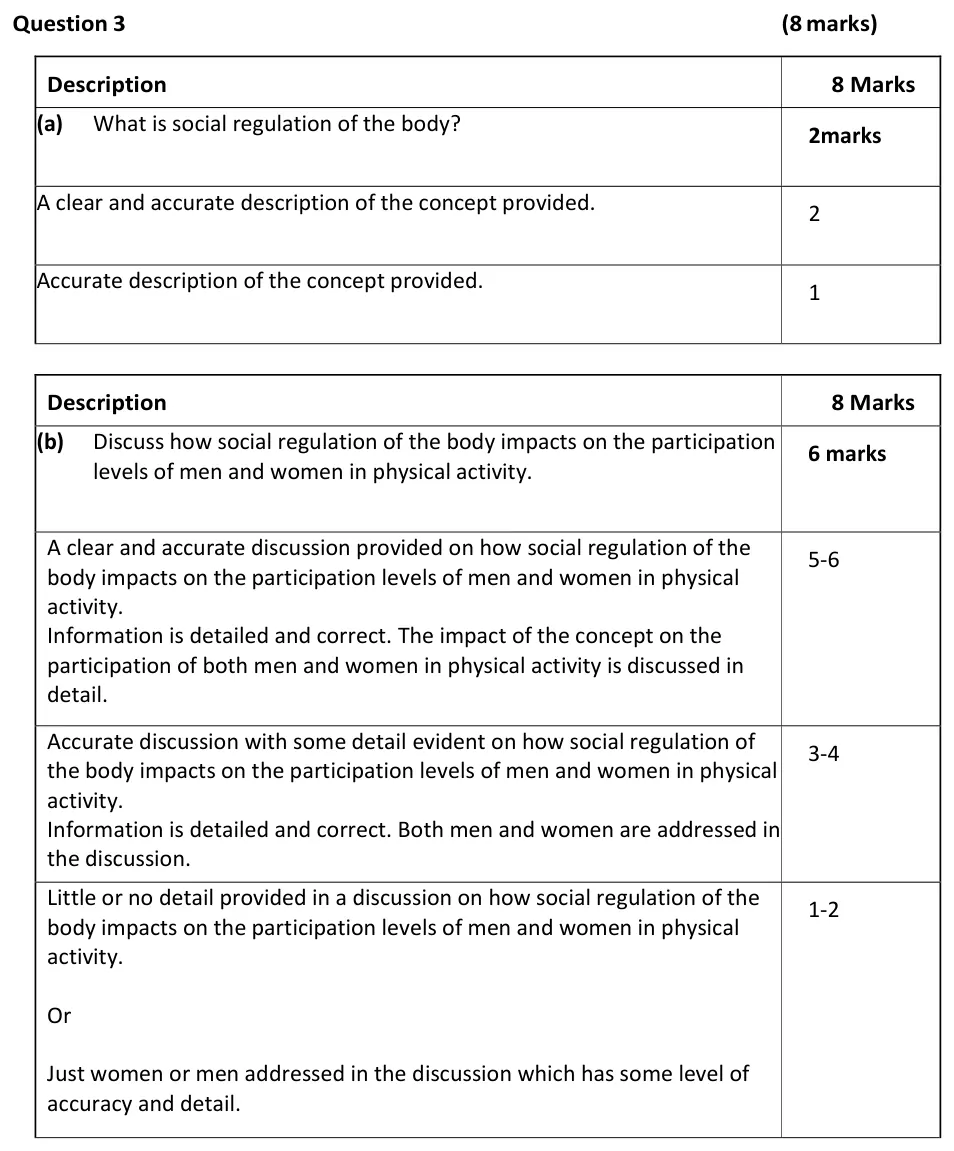 Question 3 (8 marks)
Description 8 Marks
(a) What is social regulation of the body? 2marks
A clear and accurate description of the concept provided. 2
Accurate description of the concept provided. 1
Description 8 Marks
(b) Discuss how social regulation of the body impacts on the participation 6 marks
levels of men and women in physical activity.
A clear and accurate discussion provided on how social regulation of the 5-6
body impacts on the participation levels of men and women in physical
activity.
Information is detailed and correct. The impact of the concept on the
participation of both men and women in physical activity is discussed in
detail.
Accurate discussion with some detail evident on how social regulation of 3-4
the body impacts on the participation levels of men and women in physical
activity.
Information is detailed and correct. Both men and women are addressed in
the discussion.
Little or no detail provided in a discussion on how social regulation of the 1-2
body impacts on the participation levels of men and women in physical
activity.
Or
Just women or men addressed in the discussion which has some level of
accuracy and detail.